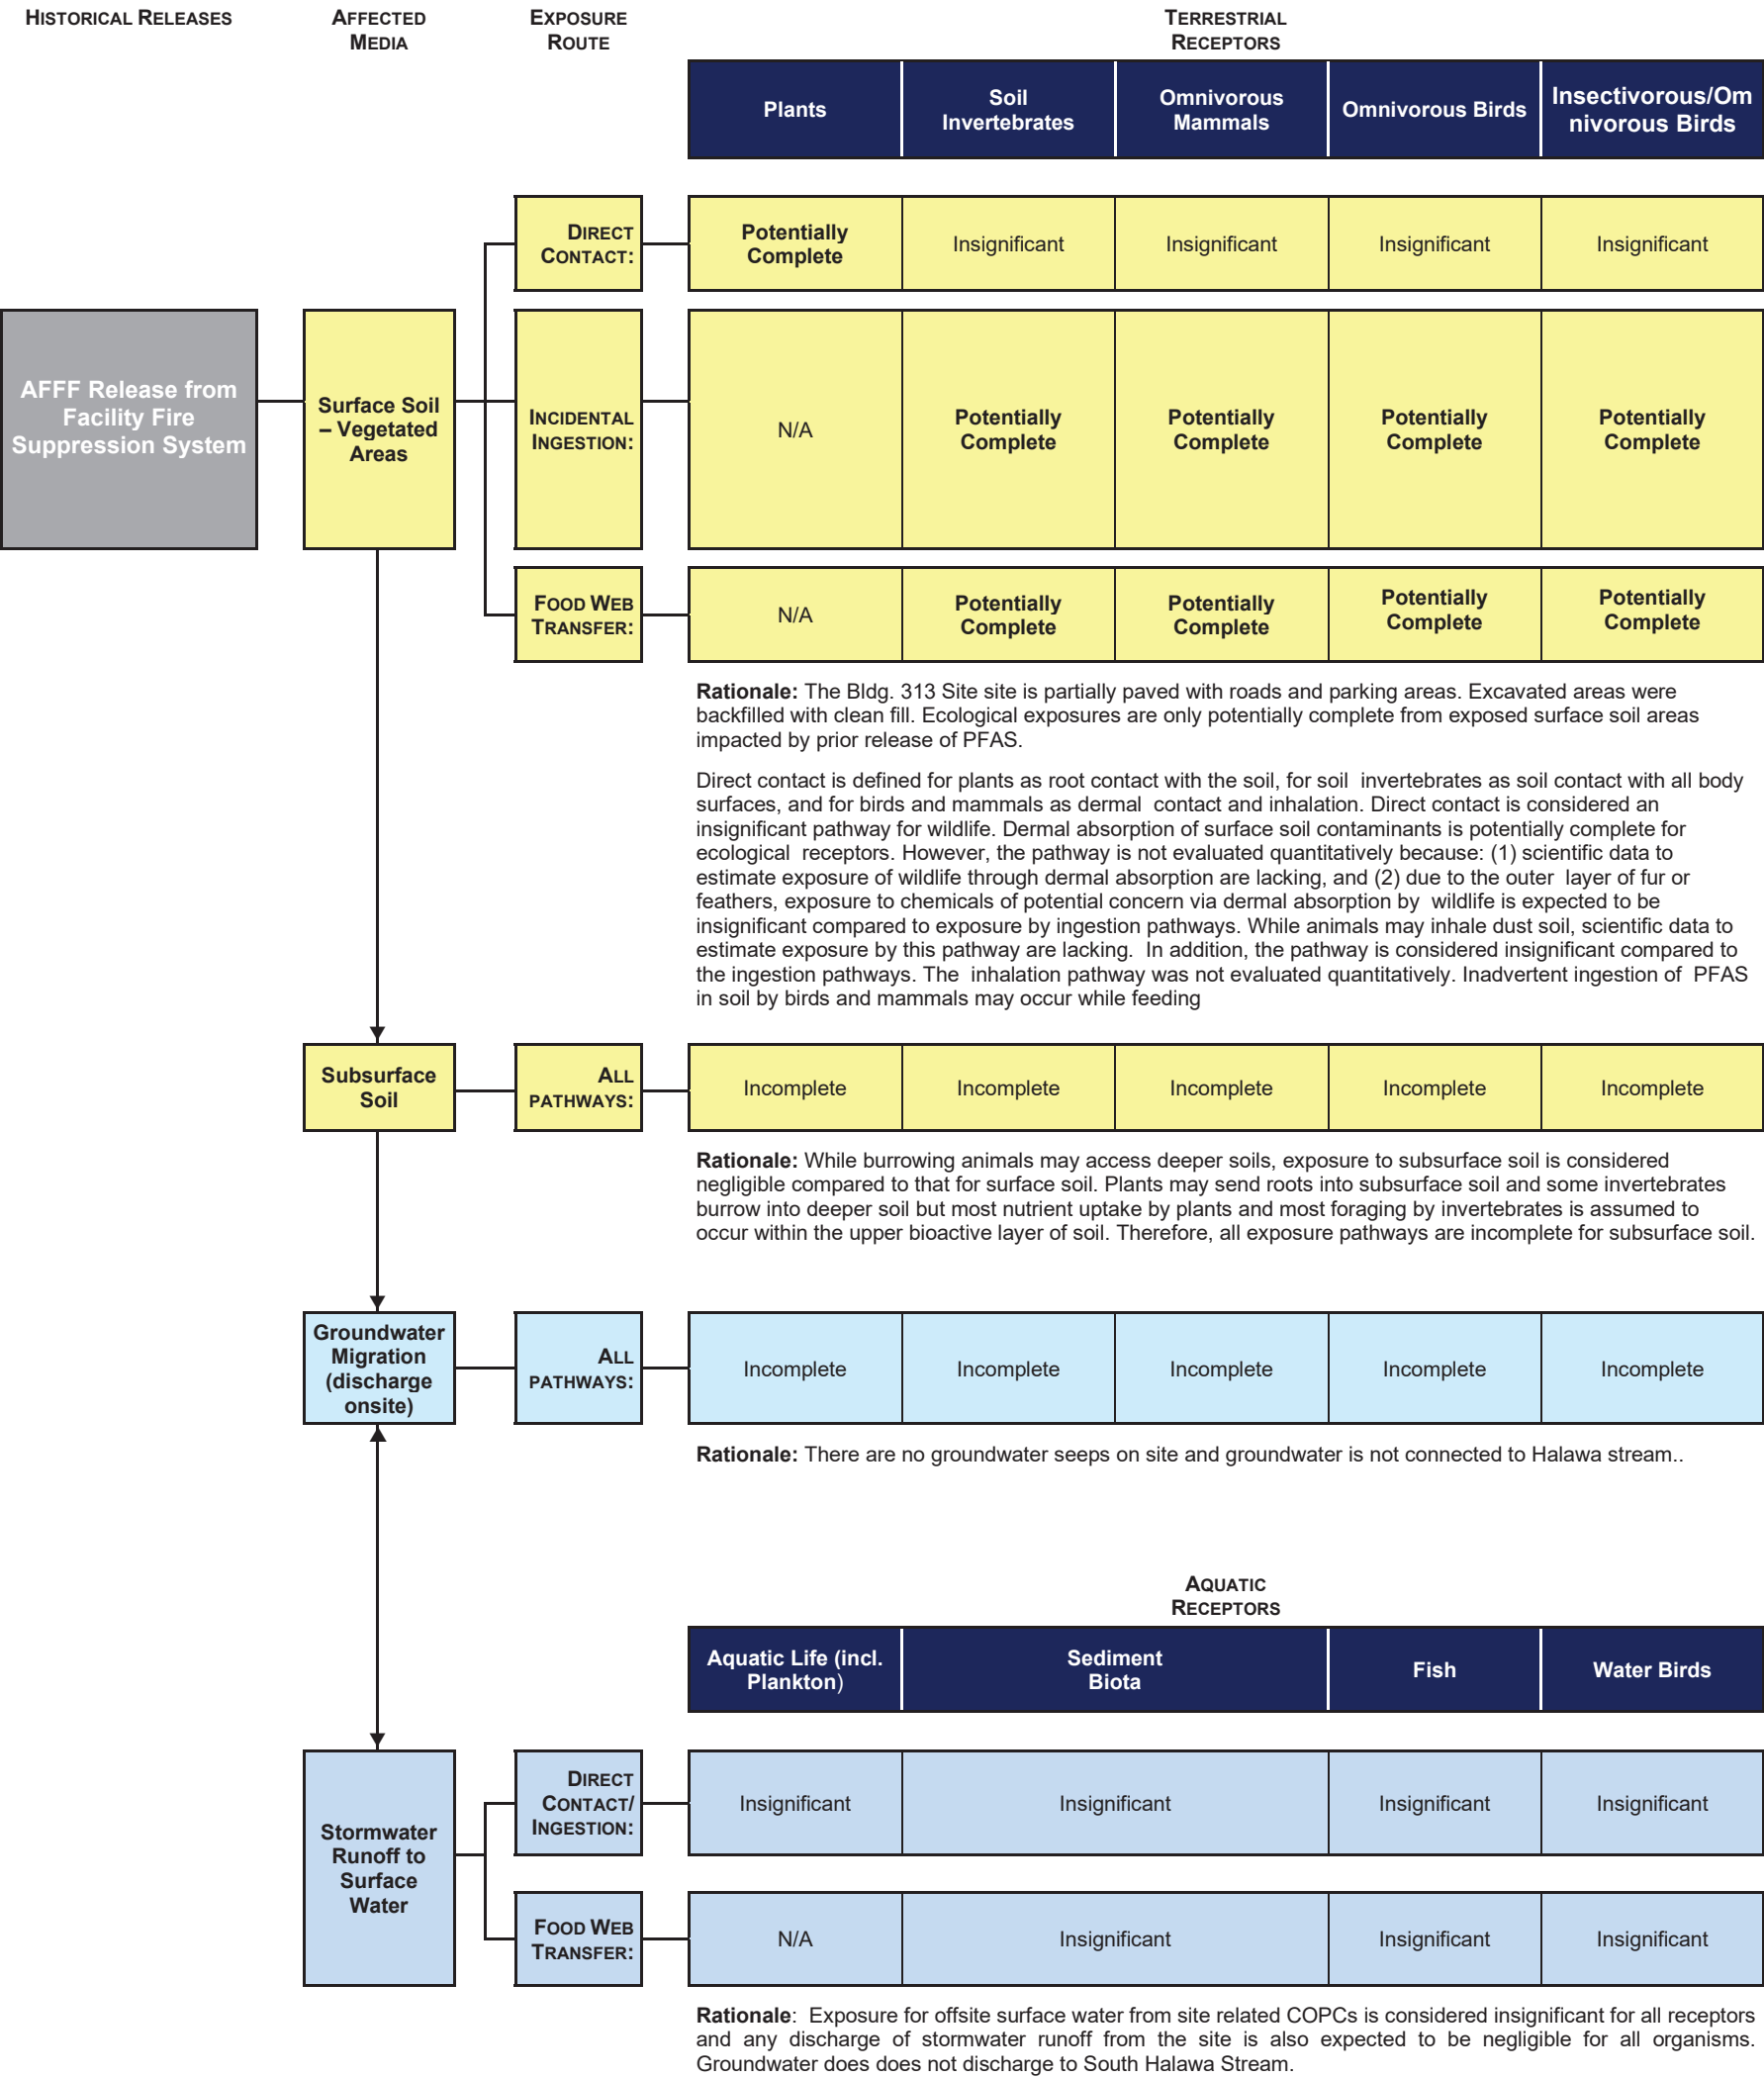 HISTORICAL RELEASES
AFFECTED
MEDIA
EXPOSURE
ROUTE
TERRESTRIAL
RECEPTORS
Plants
Soil
Invertebrates
Omnivorous
Mammals
Omnivorous Birds
Insectivorous/Om
nivorous Birds
DIRECT
CONTACT:
Potentially
Complete
Insignificant
Insignificant
Insignificant
Insignificant
AFFF Release from
Facility Fire
Suppression System
Surface Soil
– Vegetated
Areas
INCIDENTAL
INGESTION:
N/A
Potentially
Complete
Potentially
Complete
Potentially
Complete
Potentially
Complete
FOOD WEB
TRANSFER:
N/A
Potentially
Complete
Potentially
Complete
Potentially
Complete
Potentially
Complete
Rationale: The Bldg. 313 Site site is partially paved with roads and parking areas. Excavated areas were
backfilled with clean fill. Ecological exposures are only potentially complete from exposed surface soil areas
impacted by prior release of PFAS.
Direct contact is defined for plants as root contact with the soil, for soil invertebrates as soil contact with all body
surfaces, and for birds and mammals as dermal contact and inhalation. Direct contact is considered an
insignificant pathway for wildlife. Dermal absorption of surface soil contaminants is potentially complete for
ecological receptors. However, the pathway is not evaluated quantitatively because: (1) scientific data to
estimate exposure of wildlife through dermal absorption are lacking, and (2) due to the outer layer of fur or
feathers, exposure to chemicals of potential concern via dermal absorption by wildlife is expected to be
insignificant compared to exposure by ingestion pathways. While animals may inhale dust soil, scientific data to
estimate exposure by this pathway are lacking. In addition, the pathway is considered insignificant compared to
the ingestion pathways. The inhalation pathway was not evaluated quantitatively. Inadvertent ingestion of PFAS
in soil by birds and mammals may occur while feeding
Subsurface
Soil
ALL
PATHWAYS:
Incomplete
Incomplete
Incomplete
Incomplete
Incomplete
Rationale: While burrowing animals may access deeper soils, exposure to subsurface soil is considered
negligible compared to that for surface soil. Plants may send roots into subsurface soil and some invertebrates
burrow into deeper soil but most nutrient uptake by plants and most foraging by invertebrates is assumed to
occur within the upper bioactive layer of soil. Therefore, all exposure pathways are incomplete for subsurface soil.
Groundwater
Migration
(discharge
onsite)
ALL
PATHWAYS:
Incomplete
Incomplete
Incomplete
Incomplete
Incomplete
Rationale: There are no groundwater seeps on site and groundwater is not connected to Halawa stream..
AQUATIC
RECEPTORS
Aquatic Life (incl.
Plankton)
Sediment
Biota
Fish
Water Birds
Stormwater
Runoff to
Surface
Water
DIRECT
CONTACT/
INGESTION:
Insignificant
Insignificant
Insignificant
Insignificant
FOOD WEB
TRANSFER:
N/A
Insignificant
Insignificant
Insignificant
Rationale: Exposure for offsite surface water from site related COPCs is considered insignificant for all receptors
and any discharge of stormwater runoff from the site is also expected to be negligible for all organisms.
Groundwater does does not discharge to South Halawa Stream.